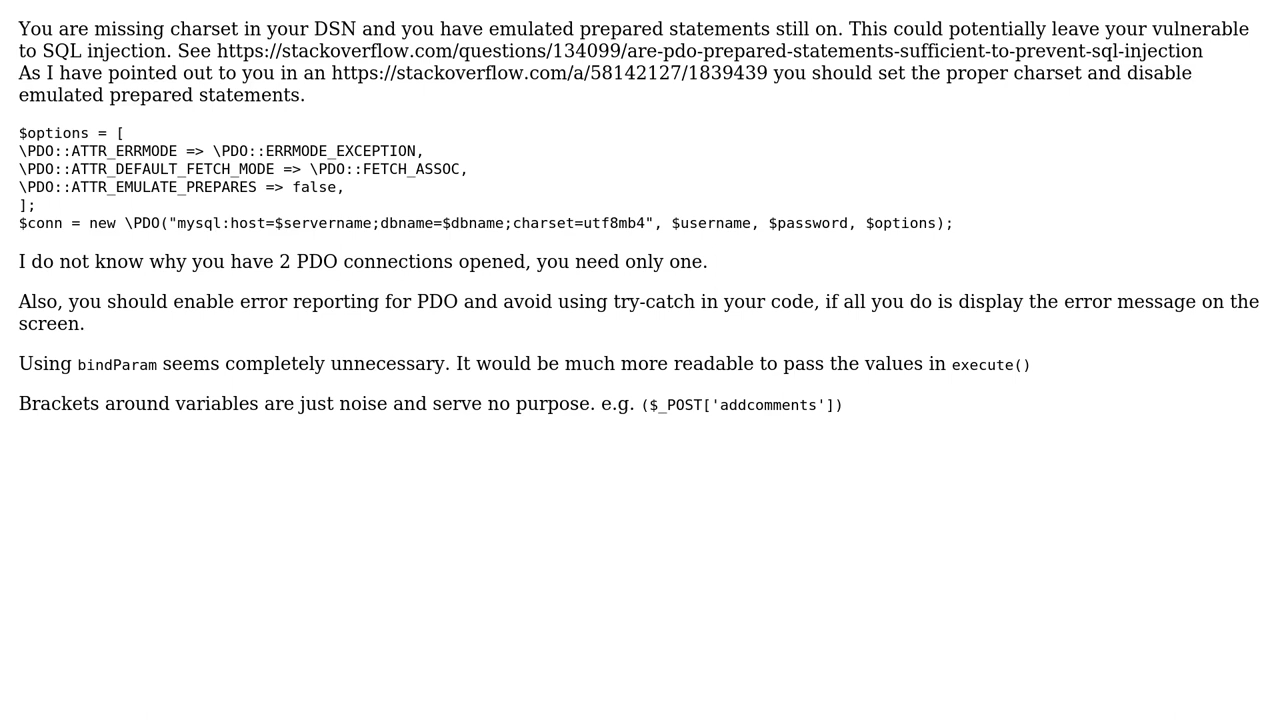 You are missing charset in your DSN and you have emulated prepared statements still on. This could potentially leave your vulnerable
to SQL injection. See https://stackoverflow.com/questions/134099/are-pdo-prepared-statements-sufficient-to-prevent-sql-injection
As I have pointed out to you in an https://stackoverflow.com/a/58142127/1839439 you should set the proper charset and disable
emulated prepared statements.
$options = [
\PDO::ATTR_ERRMODE => \PDO::ERRMODE_EXCEPTION,
\PDO::ATTR_DEFAULT_FETCH_MODE => \PDO::FETCH_ASSOC,
\PDO::ATTR_EMULATE_PREPARES => false,
];
$conn = new \PDO("mysql:host=$servername;dbname=$dbname;charset=utf8mb4", $username, $password, $options);
I do not know why you have 2 PDO connections opened, you need only one.
Also, you should enable error reporting for PDO and avoid using try-catch in your code, if all you do is display the error message on the
screen.
Using bindParam seems completely unnecessary. It would be much more readable to pass the values in execute()
Brackets around variables are just noise and serve no purpose. e.g. ($_POST['addcomments'])